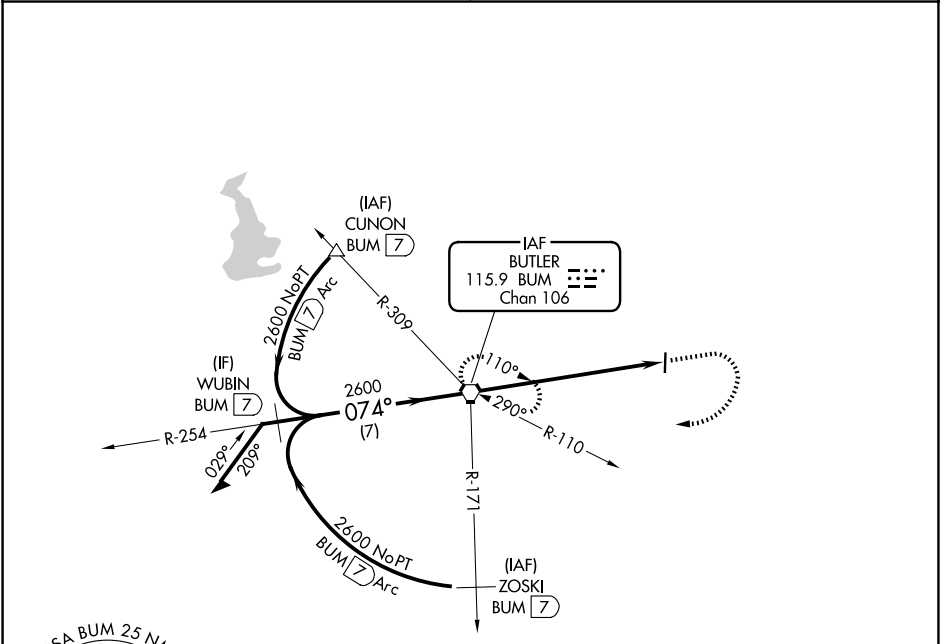 (IAF)
CUNON
BUM 7
IAF
BUTLER
115.9 BUM
Chan 106
2600 NoPT
BUM 7 Arc
R-309
110°
290°
R-110
(IF)
WUBIN
BUM 7
2600
074°
(7)
R-254
029°
209°
R-171
2600 NoPT
BUM 7 Arc
(IAF)
ZOSKI
BUM 7
SA BUM 25 N